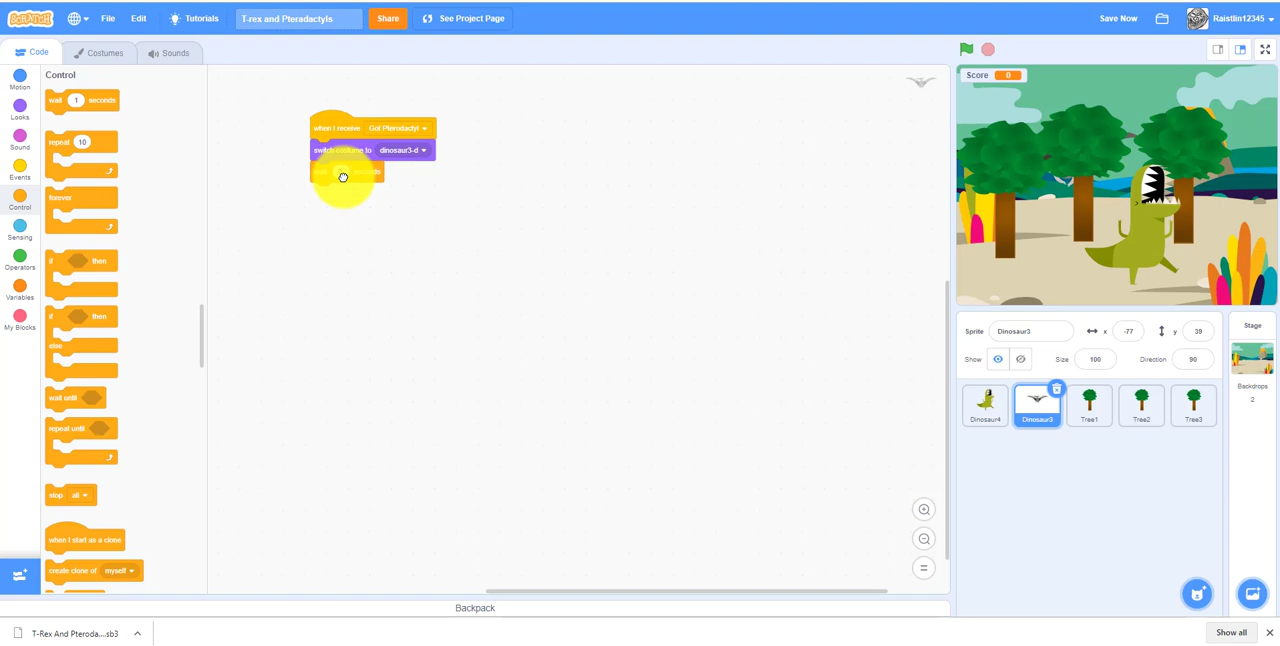 SCRATCH File Edit Tutorials T-rex and Pteradactyls Share See Project Page Save Now Raistlin12345
Code Costumes Sounds
Motion
Looks
Sound
Events
Control
Sensing
Operators
Variables
My Blocks
Control
wait 1 seconds
repeat 10
forever
if then
if then
else
wait until
repeat until
stop all
when I start as a clone
create clone of myself
when I receive Got Pterodactyl
switch costume to dinosaur3-d
wait seconds
Score 0
Sprite Dinosaur3 x -77 y 39
Show Size 100 Direction 90
Dinosaur4 Dinosaur3 Tree1 Tree2 Tree3
Stage
Backdrops
2
Backpack
T-Rex And Pteroda....sb3 Show all